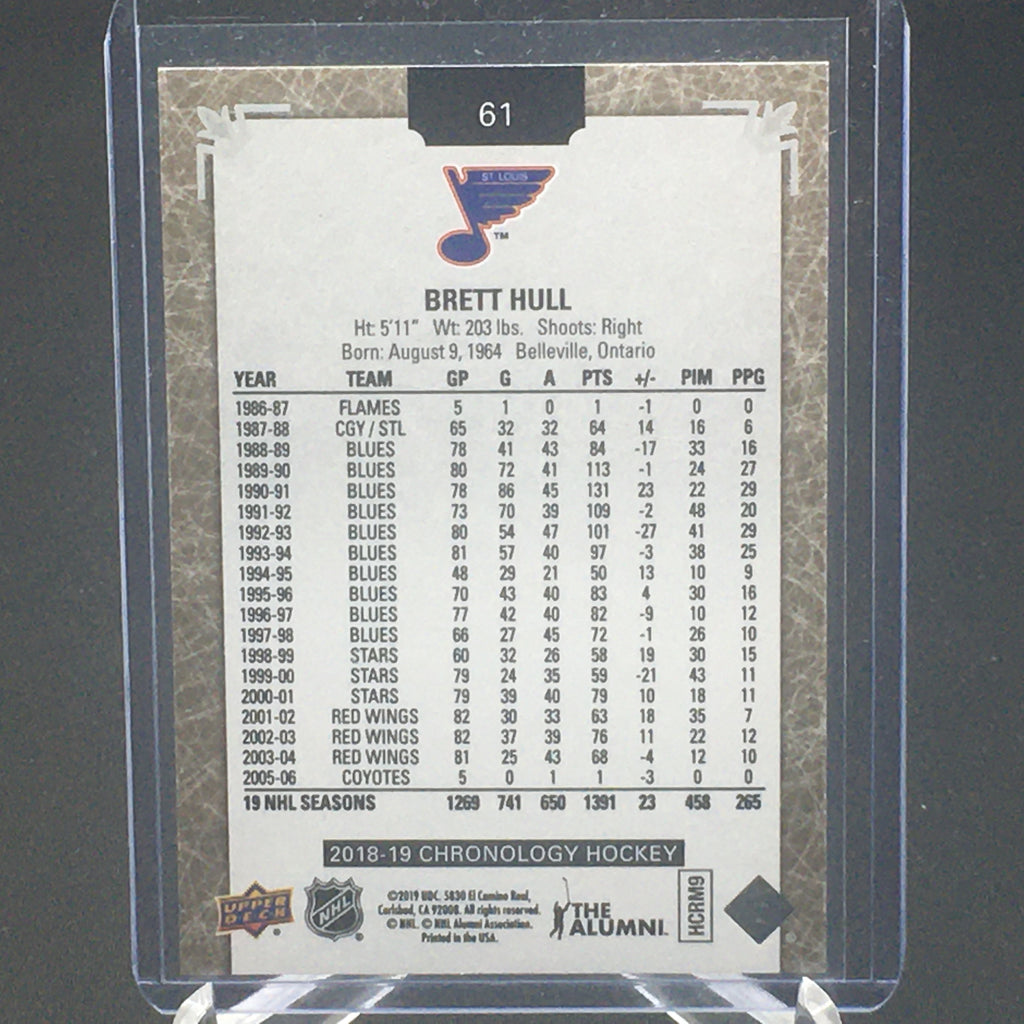 61
ST LOUIS
TM
BRETT HULL
Ht: 5'11" Wt: 203 lbs. Shoots: Right
Born: August 9, 1964 Belleville, Ontario
YEAR TEAM GP G A PTS +/- PIM PPG
1986-87 FLAMES 5 1 0 1 -1 0 0
1987-88 CGY / STL 65 32 32 64 14 16 6
1988-89 BLUES 78 41 43 84 -17 33 16
1989-90 BLUES 80 72 41 113 -1 24 27
1990-91 BLUES 78 86 45 131 23 22 29
1991-92 BLUES 73 70 39 109 -2 48 20
1992-93 BLUES 80 54 47 101 -27 41 29
1993-94 BLUES 81 57 40 97 -3 38 25
1994-95 BLUES 48 29 21 50 13 10 9
1995-96 BLUES 70 43 40 83 4 30 16
1996-97 BLUES 77 42 40 82 -9 10 12
1997-98 BLUES 66 27 45 72 -1 26 10
1998-99 STARS 60 32 26 58 19 30 15
1999-00 STARS 79 24 35 59 -21 43 11
2000-01 STARS 79 39 40 79 10 18 11
2001-02 RED WINGS 82 30 33 63 18 35 7
2002-03 RED WINGS 82 37 39 76 11 22 12
2003-04 RED WINGS 81 25 43 68 -4 12 10
2005-06 COYOTES 5 0 1 1 -3 0 0
19 NHL SEASONS 1269 741 650 1391 23 458 265
2018-19 CHRONOLOGY HOCKEY
UPPER DECK
NHL
©2019 UDC. 5830 El Camino Real,
Carlsbad, CA 92008. All rights reserved.
© NHL. © NHL Alumni Association.
Printed in the USA.
THE
ALUMNI
HCRM9